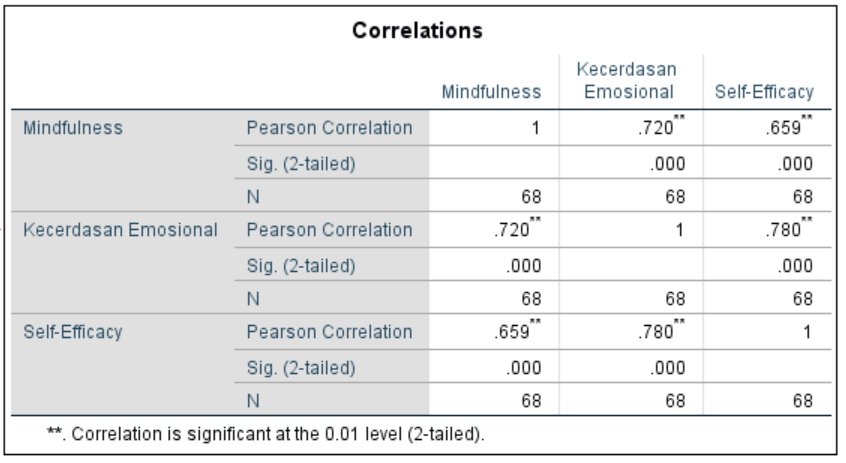 Correlations
Mindfulness Kecerdasan Emosional Self-Efficacy
Mindfulness Pearson Correlation 1 .720** .659**
Sig. (2-tailed) .000 .000
N 68 68 68
Kecerdasan Emosional Pearson Correlation .720** 1 .780**
Sig. (2-tailed) .000 .000
N 68 68 68
Self-Efficacy Pearson Correlation .659** .780** 1
Sig. (2-tailed) .000 .000
N 68 68 68
**. Correlation is significant at the 0.01 level (2-tailed).